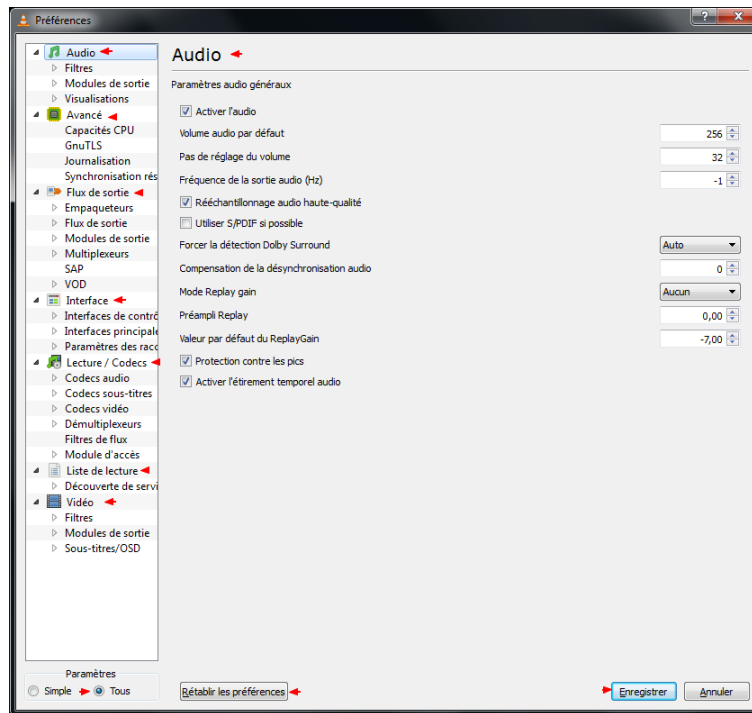 Préférences
Audio
Filtres
Modules de sortie
Visualisations
Avancé
Capacités CPU
GnuTLS
Journalisation
Synchronisation rés
Flux de sortie
Empaqueteurs
Flux de sortie
Modules de sortie
Multiplexeurs
SAP
VOD
Interface
Interfaces de contrô
Interfaces principale
Paramètres des racc
Lecture / Codecs
Codecs audio
Codecs sous-titres
Codecs vidéo
Démultiplexeurs
Filtres de flux
Module d'accès
Liste de lecture
Découverte de servi
Vidéo
Filtres
Modules de sortie
Sous-titres/OSD
Paramètres
Simple Tous
Audio
Paramètres audio généraux
Activer l'audio
Volume audio par défaut 256
Pas de réglage du volume 32
Fréquence de la sortie audio (Hz) -1
Rééchantillonnage audio haute-qualité
Utiliser S/PDIF si possible
Forcer la détection Dolby Surround Auto
Compensation de la désynchronisation audio 0
Mode Replay gain Aucun
Préampli Replay 0,00
Valeur par défaut du ReplayGain -7,00
Protection contre les pics
Activer l'étirement temporel audio
Rétablir les préférences Enregistrer Annuler